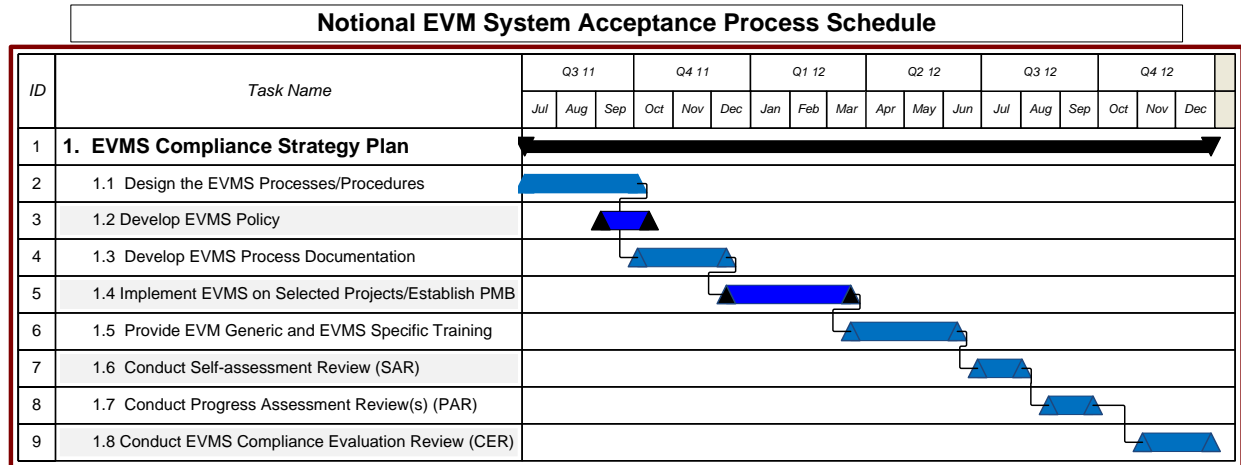 Notional EVM System Acceptance Process Schedule
ID Task Name Q3 11 Q4 11 Q1 12 Q2 12 Q3 12 Q4 12
Jul Aug Sep Oct Nov Dec Jan Feb Mar Apr May Jun Jul Aug Sep Oct Nov Dec
1 1. EVMS Compliance Strategy Plan
2 1.1 Design the EVMS Processes/Procedures
3 1.2 Develop EVMS Policy
4 1.3 Develop EVMS Process Documentation
5 1.4 Implement EVMS on Selected Projects/Establish PMB
6 1.5 Provide EVM Generic and EVMS Specific Training
7 1.6 Conduct Self-assessment Review (SAR)
8 1.7 Conduct Progress Assessment Review(s) (PAR)
9 1.8 Conduct EVMS Compliance Evaluation Review (CER)